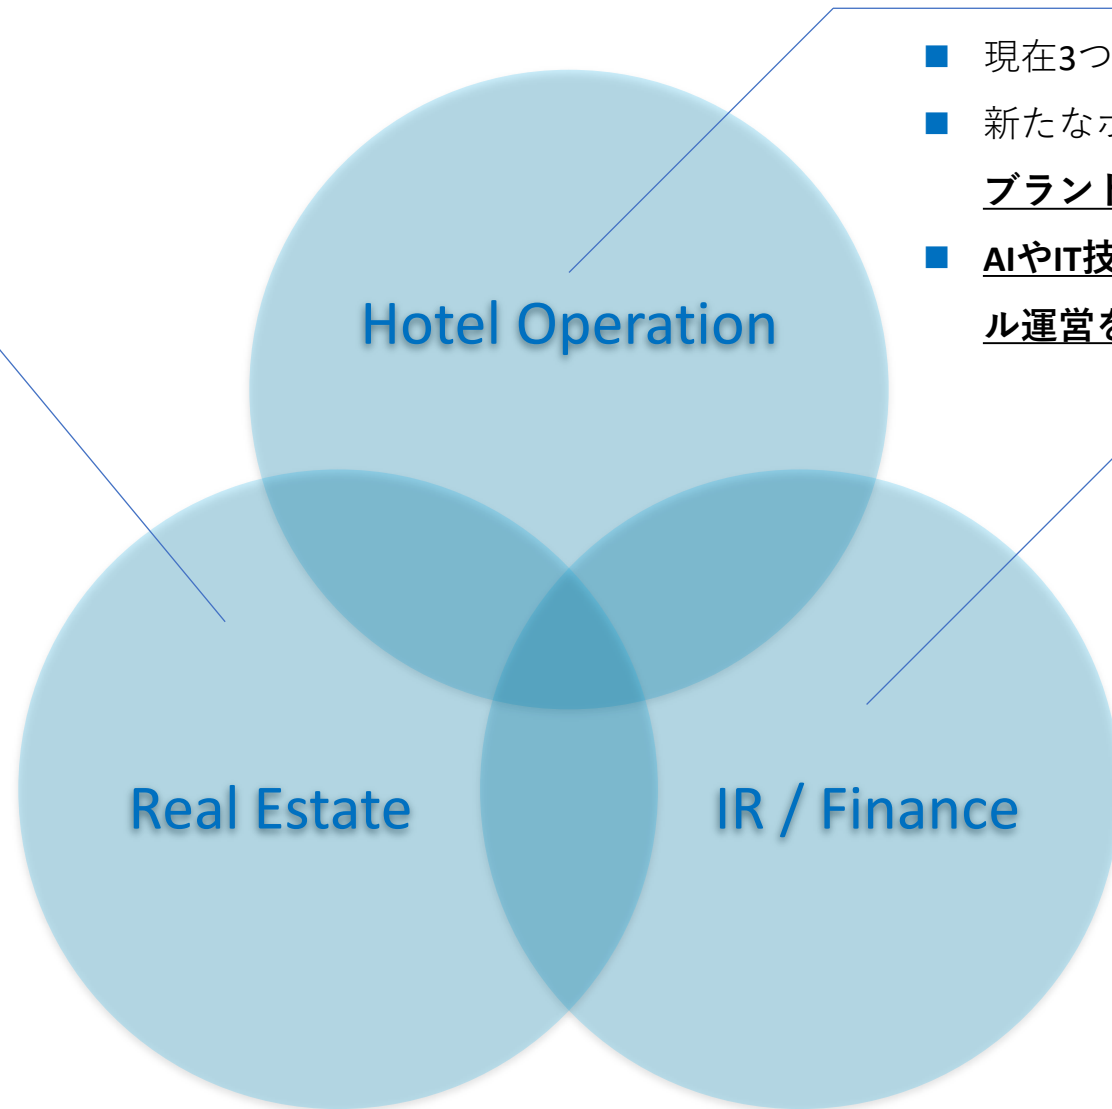 現在3つ
新たなホ
ブランド
AIやIT技
ル運営を
Hotel Operation
Real Estate
IR / Finance